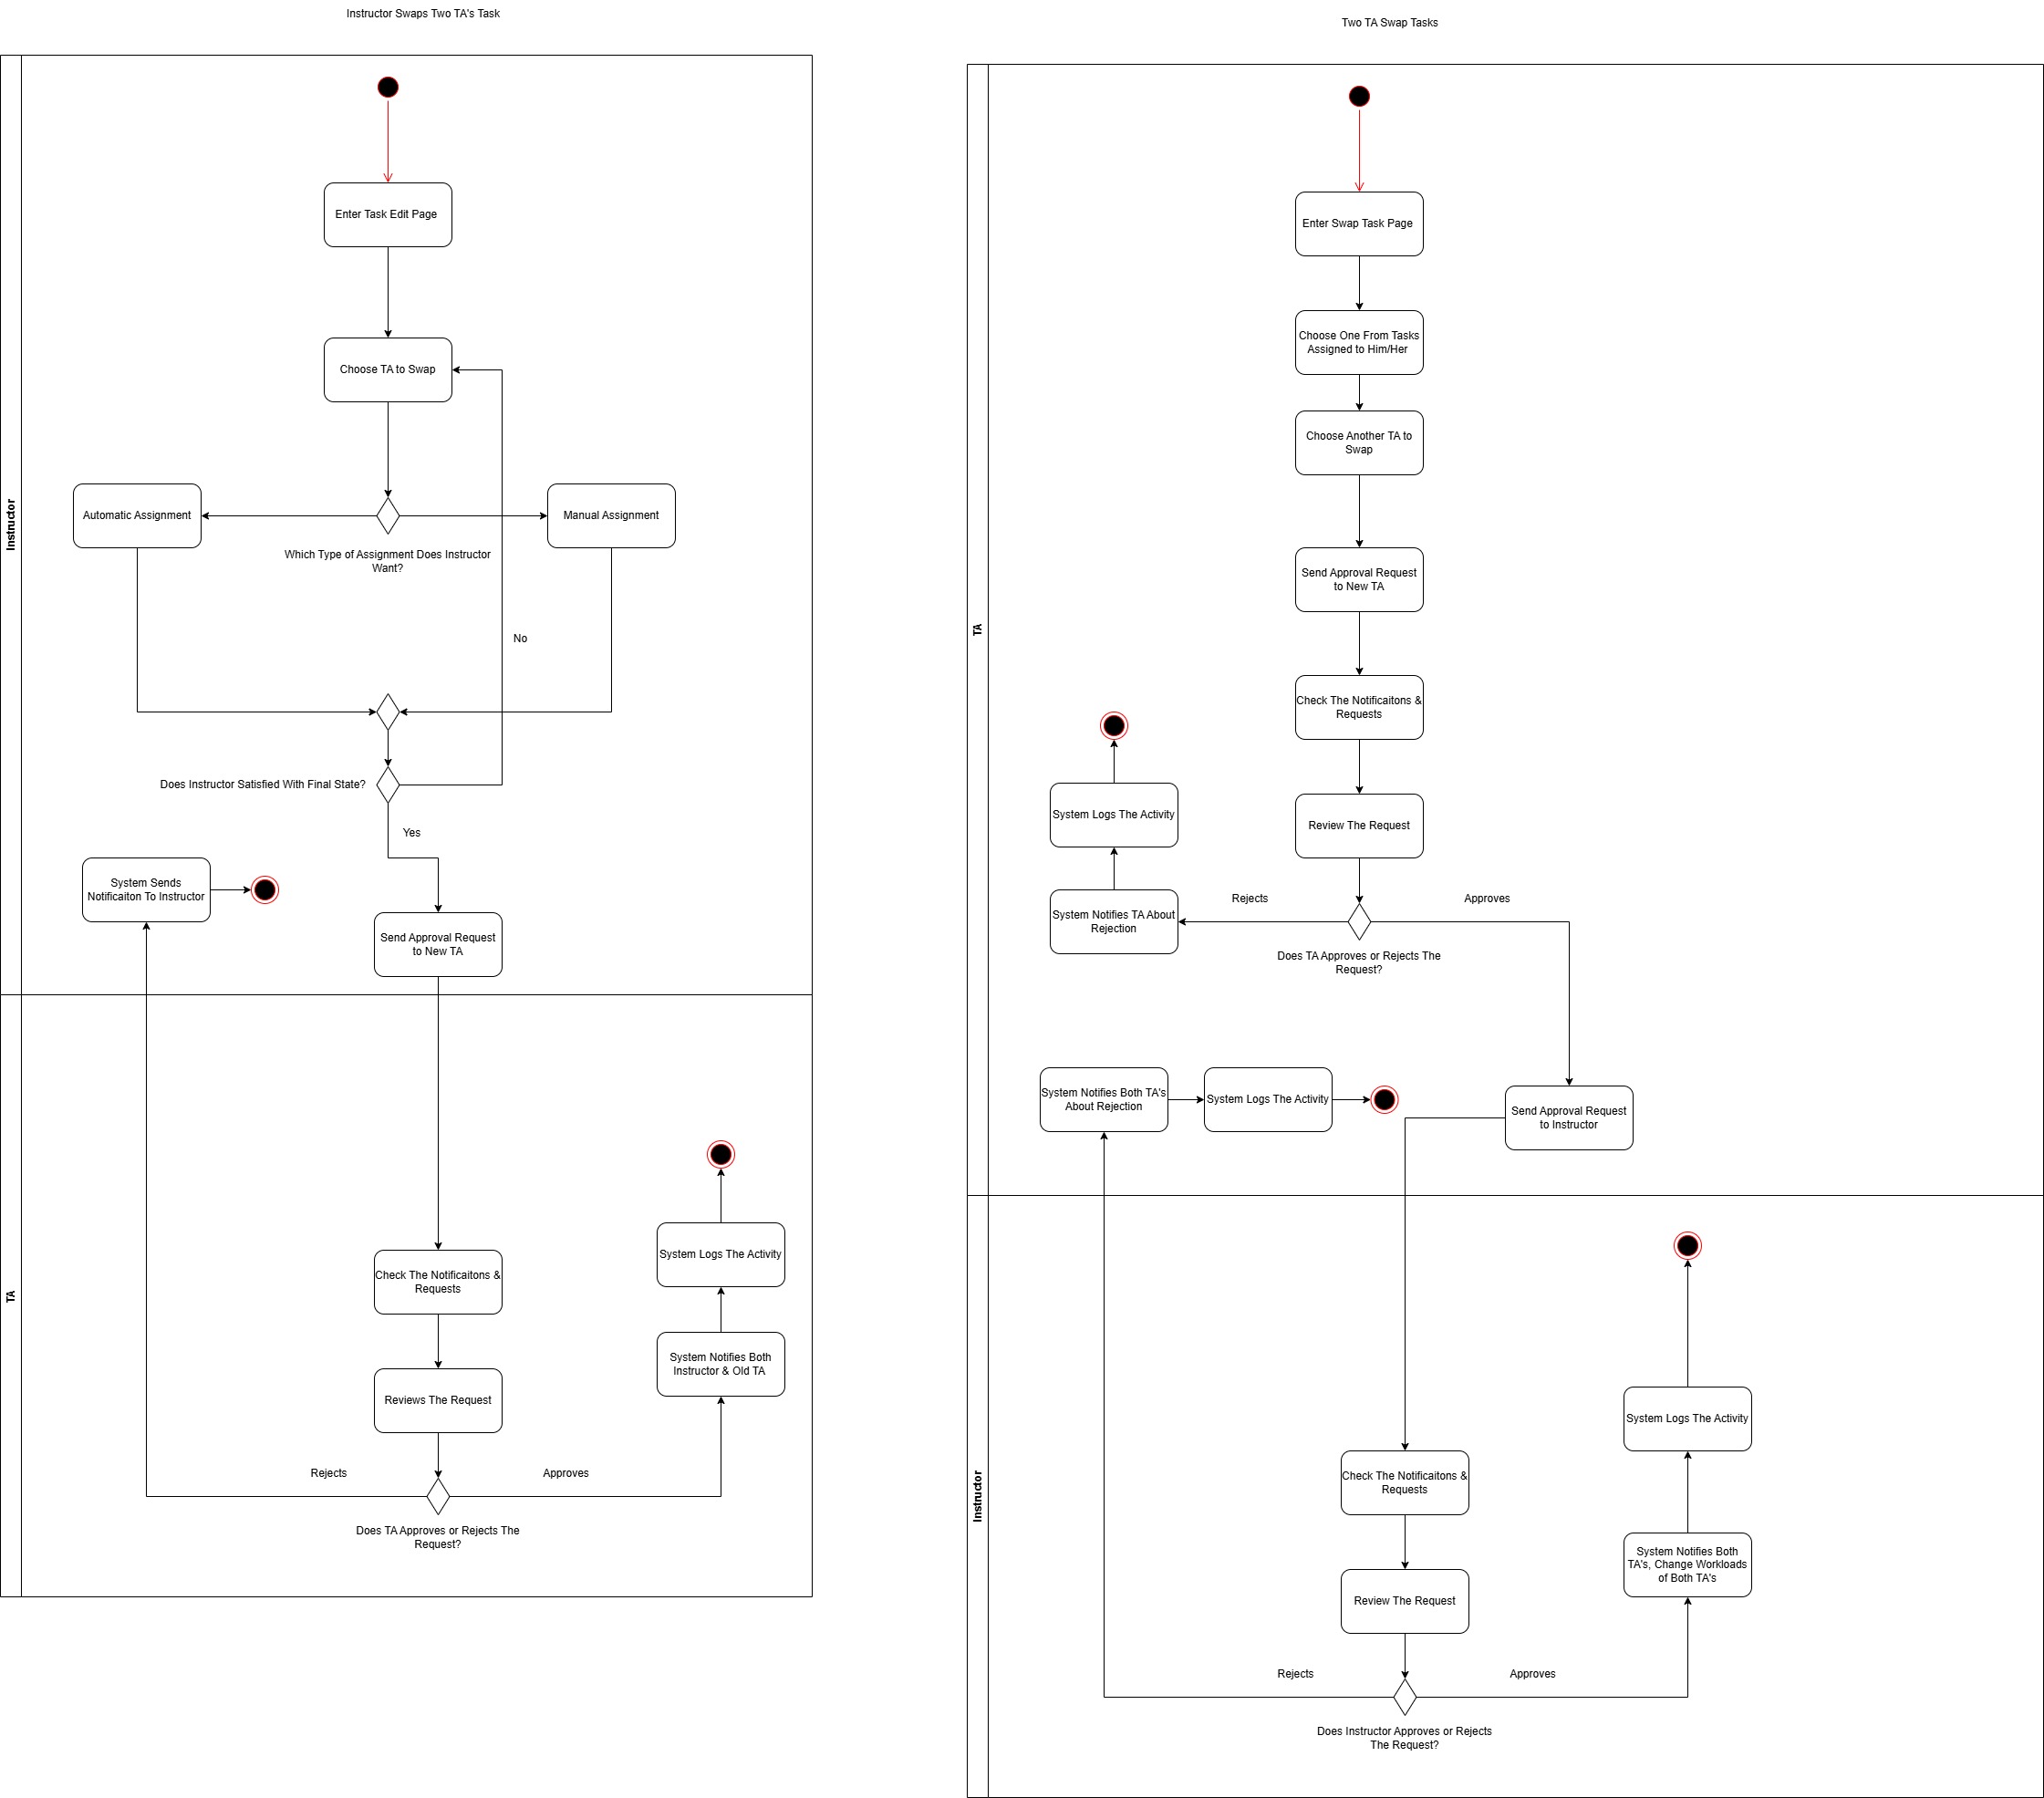 Instructor Swaps Two TA's Task
Instructor
Enter Task Edit Page
Choose TA to Swap
Automatic Assignment
Manual Assignment
Which Type of Assignment Does Instructor
Want?
No
Does Instructor Satisfied With Final State?
Yes
System Sends
Notificaiton To Instructor
Send Approval Request
to New TA
TA
Check The Notificaitons &
Requests
System Logs The Activity
System Notifies Both
Instructor & Old TA
Reviews The Request
Rejects
Approves
Does TA Approves or Rejects The
Request?
Two TA Swap Tasks
TA
Enter Swap Task Page
Choose One From Tasks
Assigned to Him/Her
Choose Another TA to
Swap
Send Approval Request
to New TA
Check The Notificaitons &
Requests
System Logs The Activity
Review The Request
Rejects
Approves
System Notifies TA About
Rejection
Does TA Approves or Rejects The
Request?
System Notifies Both TA's
About Rejection
System Logs The Activity
Send Approval Request
to Instructor
Instructor
System Logs The Activity
Check The Notificaitons &
Requests
System Notifies Both
TA's, Change Workloads
of Both TA's
Review The Request
Rejects
Approves
Does Instructor Approves or Rejects
The Request?